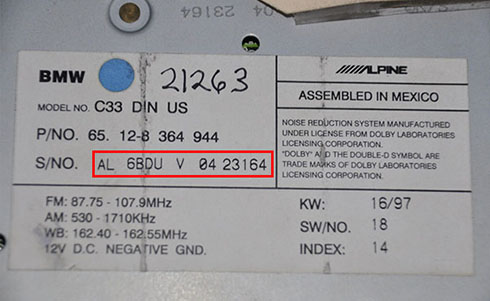 04 23164
BMW 21263
MODEL NO. C33 DIN US
P/NO. 65. 12-8 364 944
S/NO. AL 6BDU V 04 23164
FM: 87.75 - 107.9MHz
AM: 530 - 1710KHz
WB: 162.40 - 162.55MHz
12V D.C. NEGATIVE GND.
ALPINE
ASSEMBLED IN MEXICO
NOISE REDUCTION SYSTEM MANUFACTURED
UNDER LICENSE FROM DOLBY LABORATORIES
LICENSING CORPORATION.
"DOLBY" AND THE DOUBLE-D SYMBOL ARE
TRADE MARKS OF DOLBY LABORATORIES
LICENSING CORPORATION.
KW: 16/97
SW/NO. 18
INDEX: 14